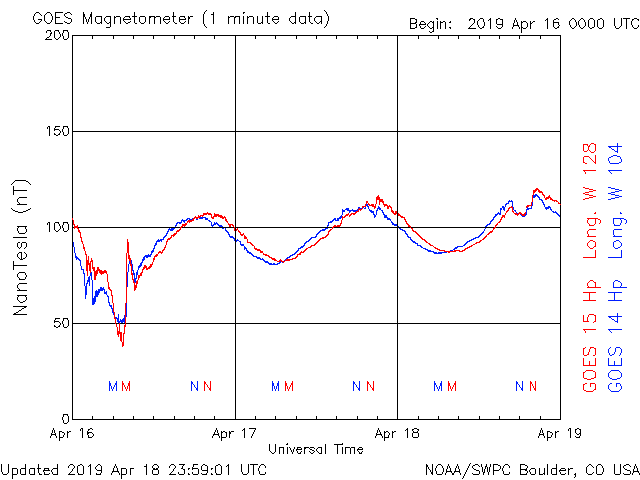 GOES Magnetometer (1 minute data)
Begin: 2019 Apr 16 0000 UTC
200
150
100
50
0
NanoTesla (nT)
M M N N M M N N M M N N
Apr 16 Apr 17 Apr 18 Apr 19
Universal Time
GOES 15 Hp Long. W 128
GOES 14 Hp Long. W 104
Updated 2019 Apr 18 23:59:01 UTC
NOAA/SWPC Boulder, CO USA